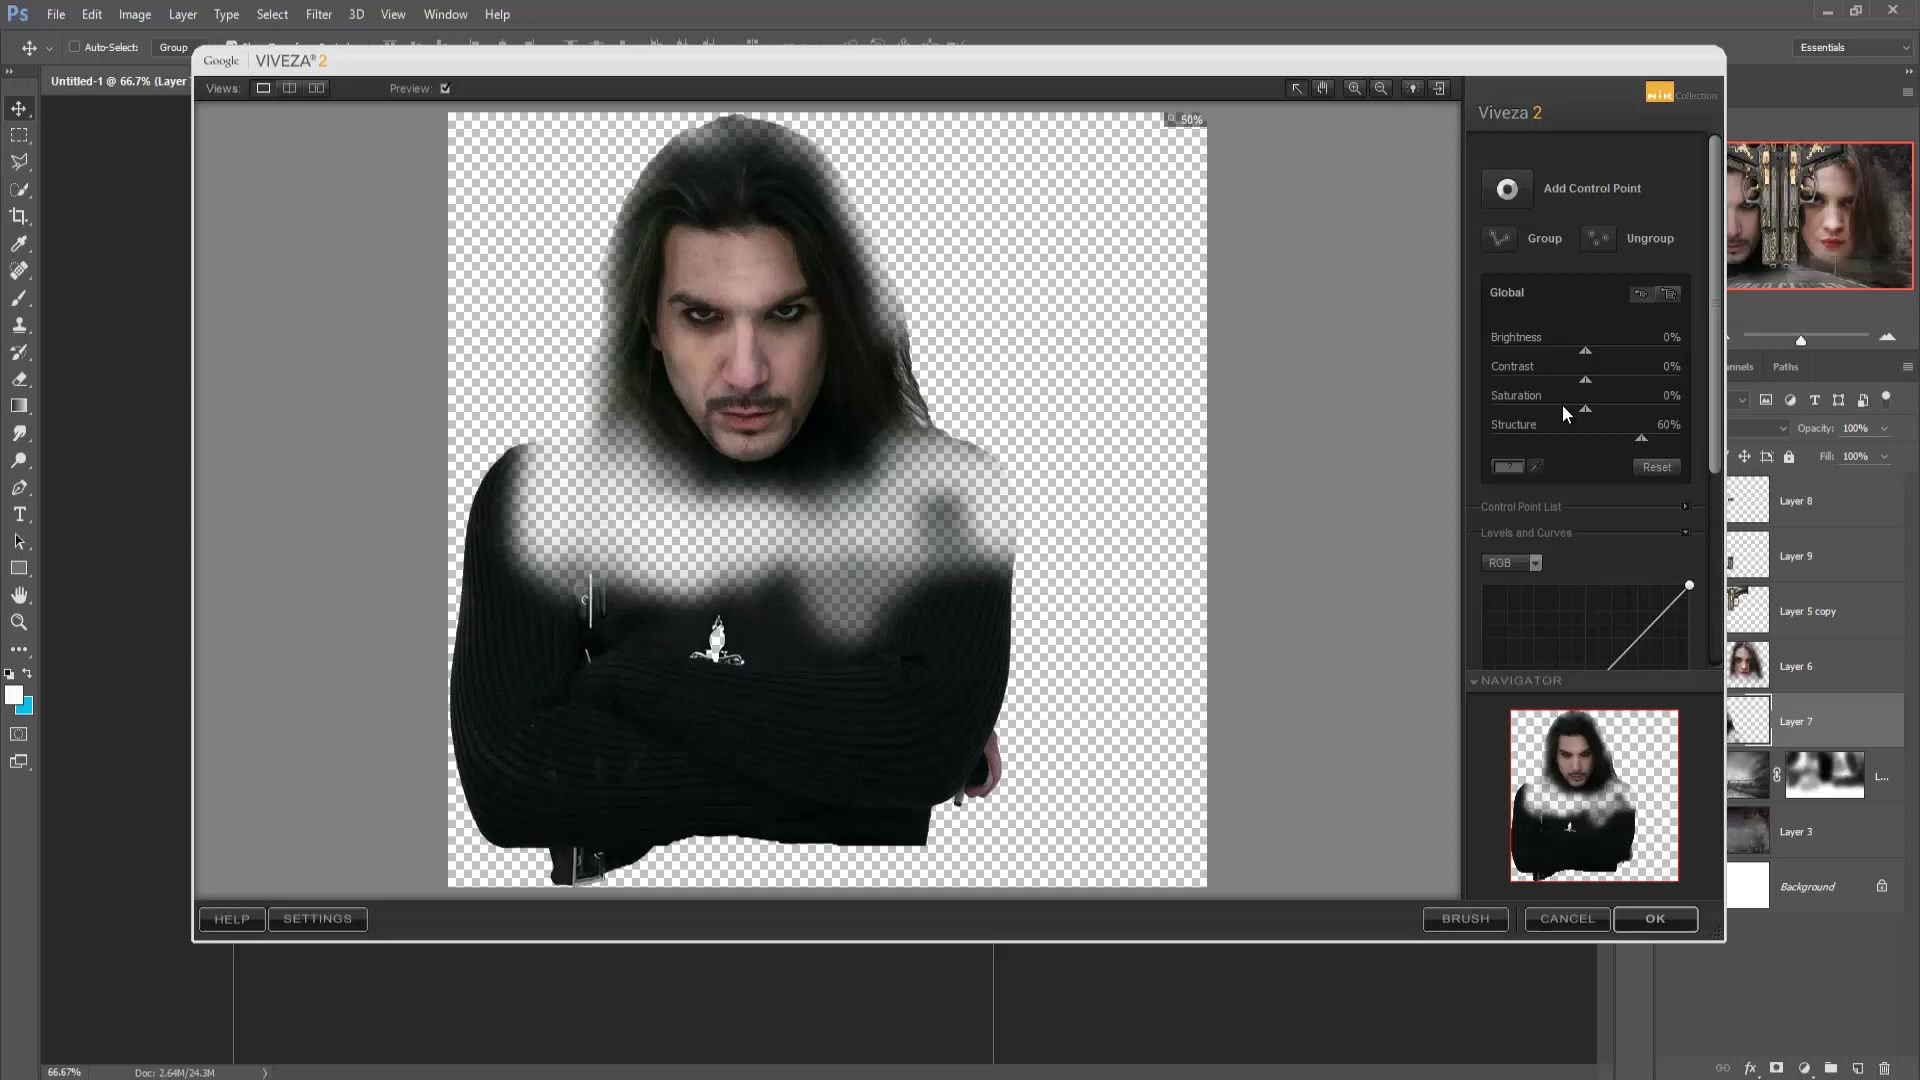 Ps File Edit Image Layer Type Select Filter 3D View Window Help
Auto-Select: Group
Essentials
Untitled-1 @ 66.7% (Layer
Google VIVEZA® 2
Views: Preview:
50%
nik Collection
Viveza 2
Add Control Point
Group Ungroup
Global
Brightness 0%
Contrast 0%
Saturation 0%
Structure 60%
Reset
Control Point List
Levels and Curves
RGB
NAVIGATOR
HELP SETTINGS
BRUSH CANCEL OK
annels Paths
Opacity: 100%
Fill: 100%
Layer 8
Layer 9
Layer 5 copy
Layer 6
Layer 7
L...
Layer 3
Background
66.67% Doc: 2.64M/24.3M